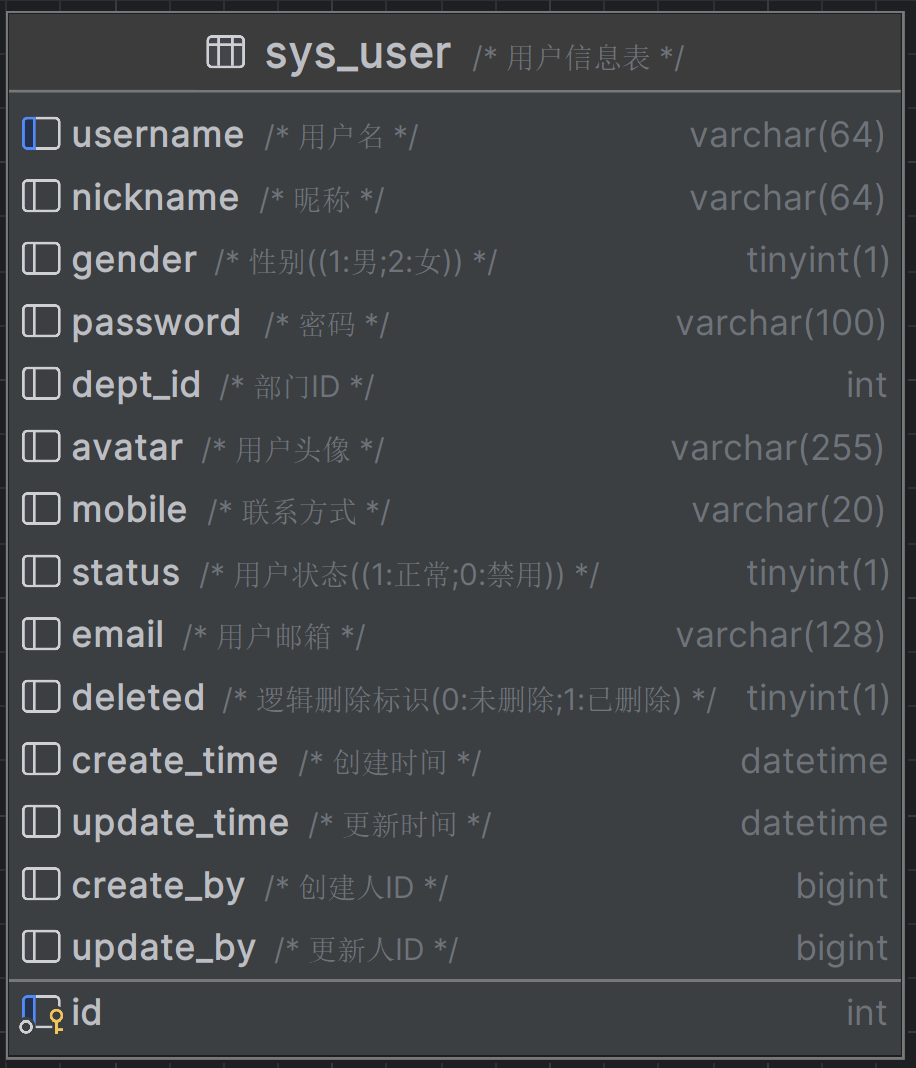 sys_user /* 用户信息表 */
username /* 用户名 */ varchar(64)
nickname /* 昵称 */ varchar(64)
gender /* 性别((1:男;2:女)) */ tinyint(1)
password /* 密码 */ varchar(100)
dept_id /* 部门ID */ int
avatar /* 用户头像 */ varchar(255)
mobile /* 联系方式 */ varchar(20)
status /* 用户状态((1:正常;0:禁用)) */ tinyint(1)
email /* 用户邮箱 */ varchar(128)
deleted /* 逻辑删除标识(0:未删除;1:已删除) */ tinyint(1)
create_time /* 创建时间 */ datetime
update_time /* 更新时间 */ datetime
create_by /* 创建人ID */ bigint
update_by /* 更新人ID */ bigint
id int